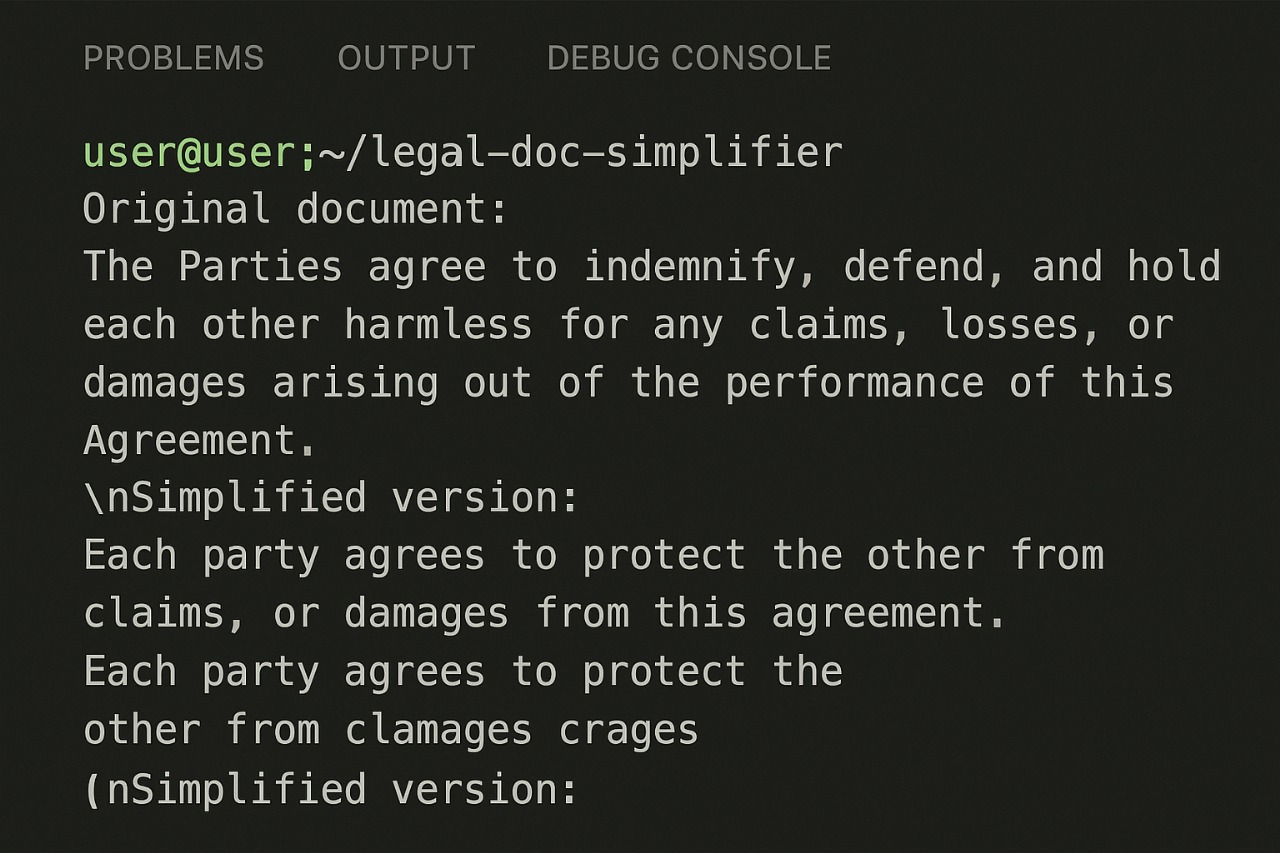 PROBLEMS OUTPUT DEBUG CONSOLE
user@user;~/legal-doc-simplifier
Original document:
The Parties agree to indemnify, defend, and hold
each other harmless for any claims, losses, or
damages arising out of the performance of this
Agreement.
\nSimplified version:
Each party agrees to protect the other from
claims, or damages from this agreement.
Each party agrees to protect the
other from clamages crages
(nSimplified version: